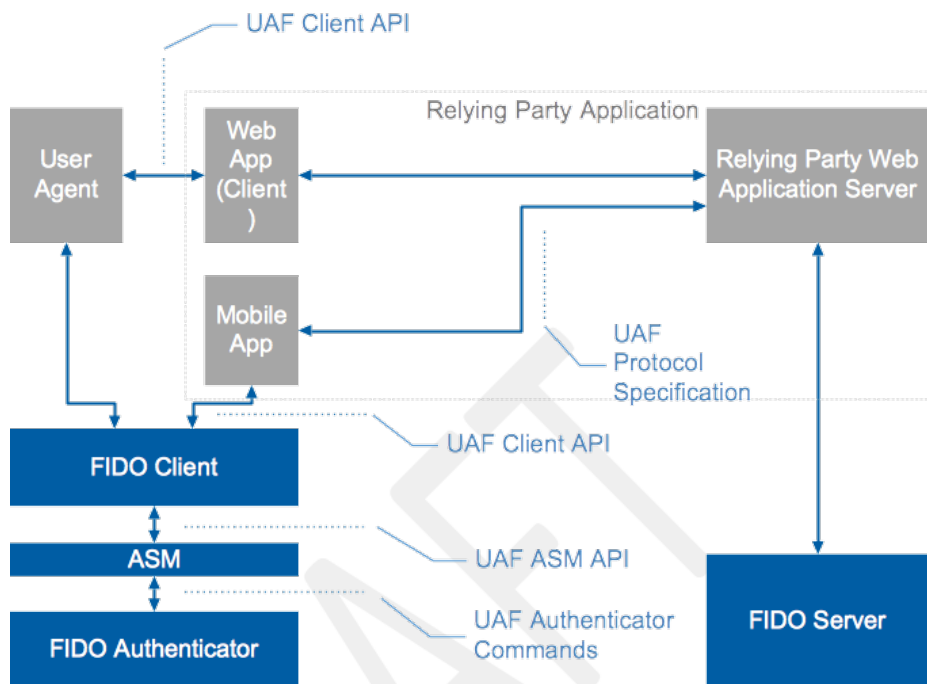 UAF Client API
Relying Party Application
User
Agent
Web
App
(Client
)
Relying Party Web
Application Server
Mobile
App
UAF
Protocol
Specification
UAF Client API
FIDO Client
UAF ASM API
ASM
UAF Authenticator
Commands
FIDO Authenticator
FIDO Server
AFT